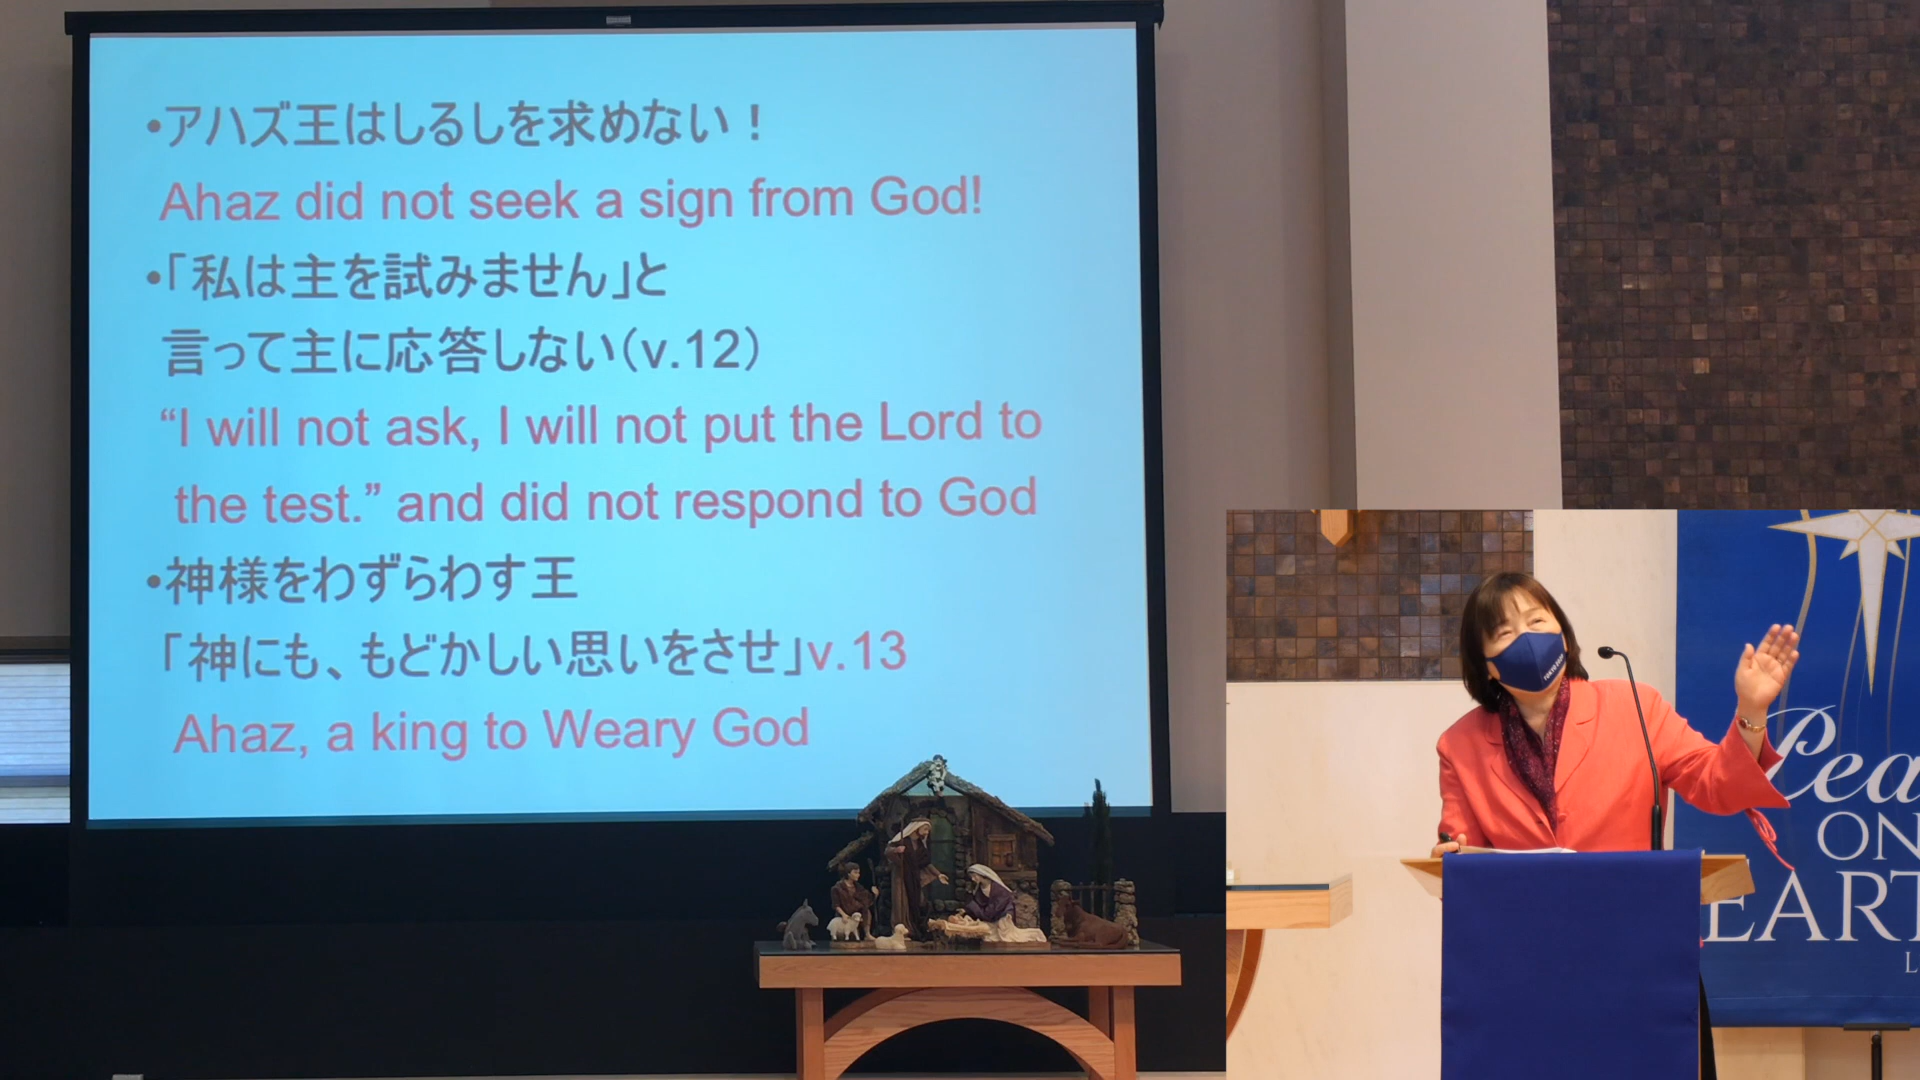 •アハズ王はしるしを求めない！
Ahaz did not seek a sign from God!
•「私は主を試みません」と
言って主に応答しない（v.12）
“I will not ask, I will not put the Lord to
the test.” and did not respond to God
•神様をわずらわす王
「神にも、もどかしい思いをさせ」v.13
Ahaz, a king to Weary God
Pea
ON
EART
L